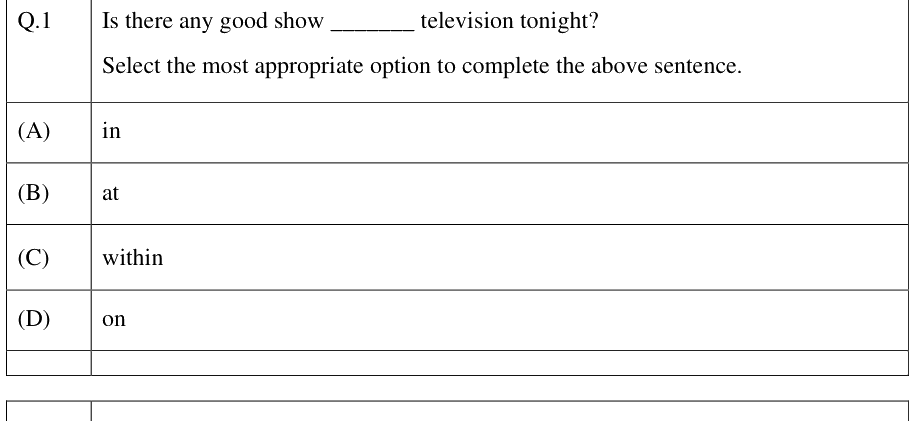 Q.1 Is there any good show _______ television tonight?
Select the most appropriate option to complete the above sentence.
(A) in
(B) at
(C) within
(D) on